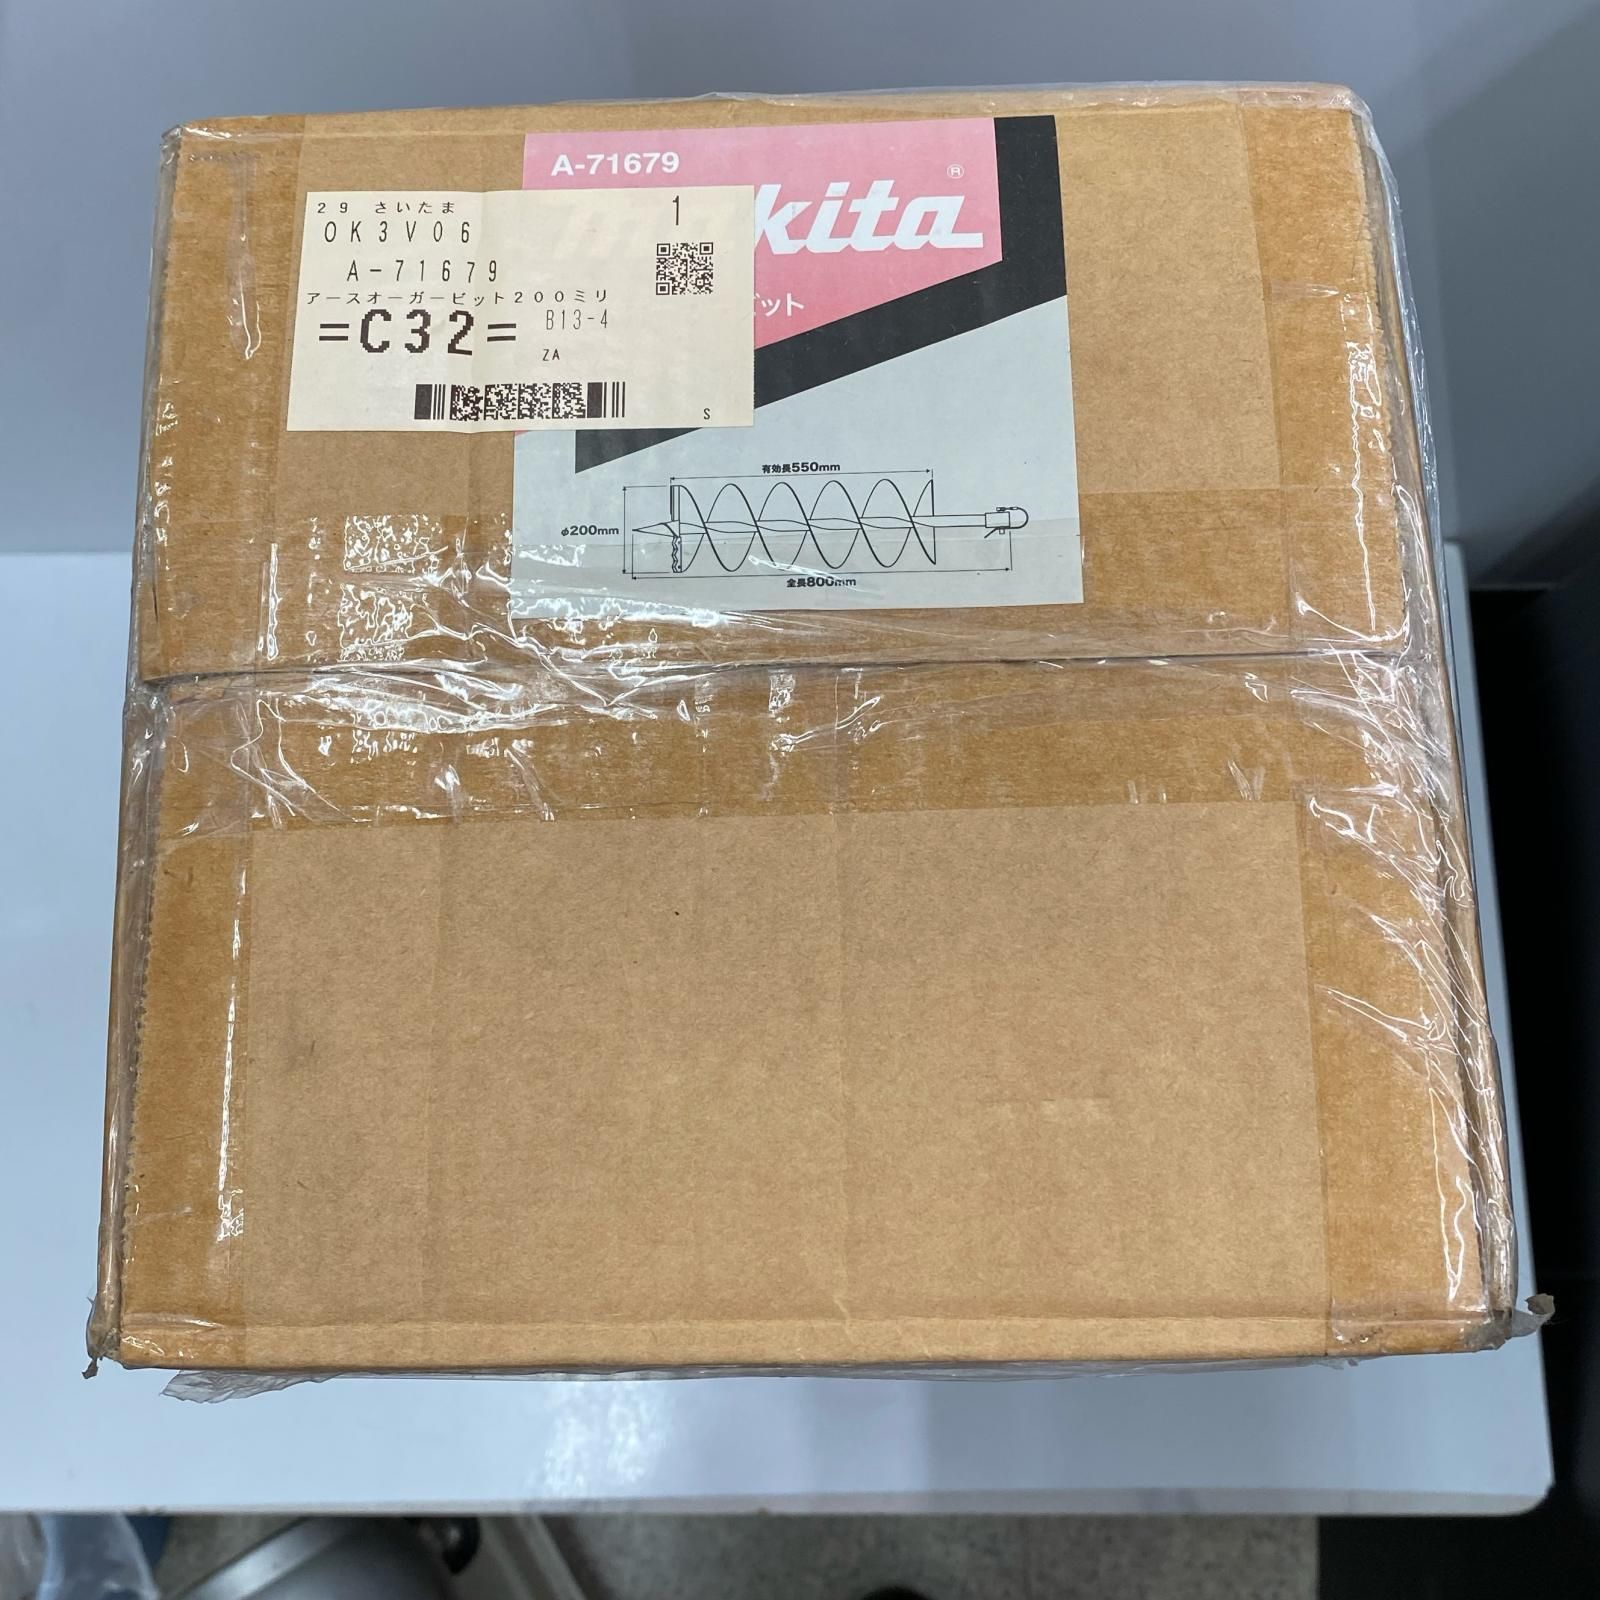 A-71679
®
kita
ビット
29 さいたま
1
OK3V06
A-71679
アースオーガービット200ミリ
=C32= B13-4
ZA
S
有効長550mm
φ200mm
全長800mm